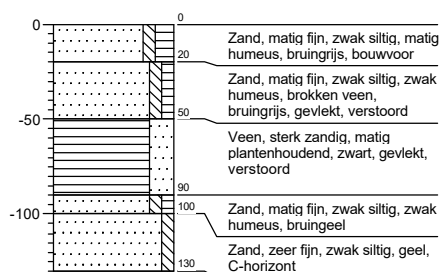 0
0
Zand, matig fijn, zwak siltig, matig
humeus, bruingrijs, bouwvoor
20
Zand, matig fijn, zwak siltig, zwak
humeus, brokken veen,
bruingrijs, gevlekt, verstoord
-50
50
Veen, sterk zandig, matig
plantenhoudend, zwart, gevlekt,
verstoord
90
Zand, matig fijn, zwak siltig, zwak
humeus, bruingeel
-100
100
Zand, zeer fijn, zwak siltig, geel,
C-horizont
130